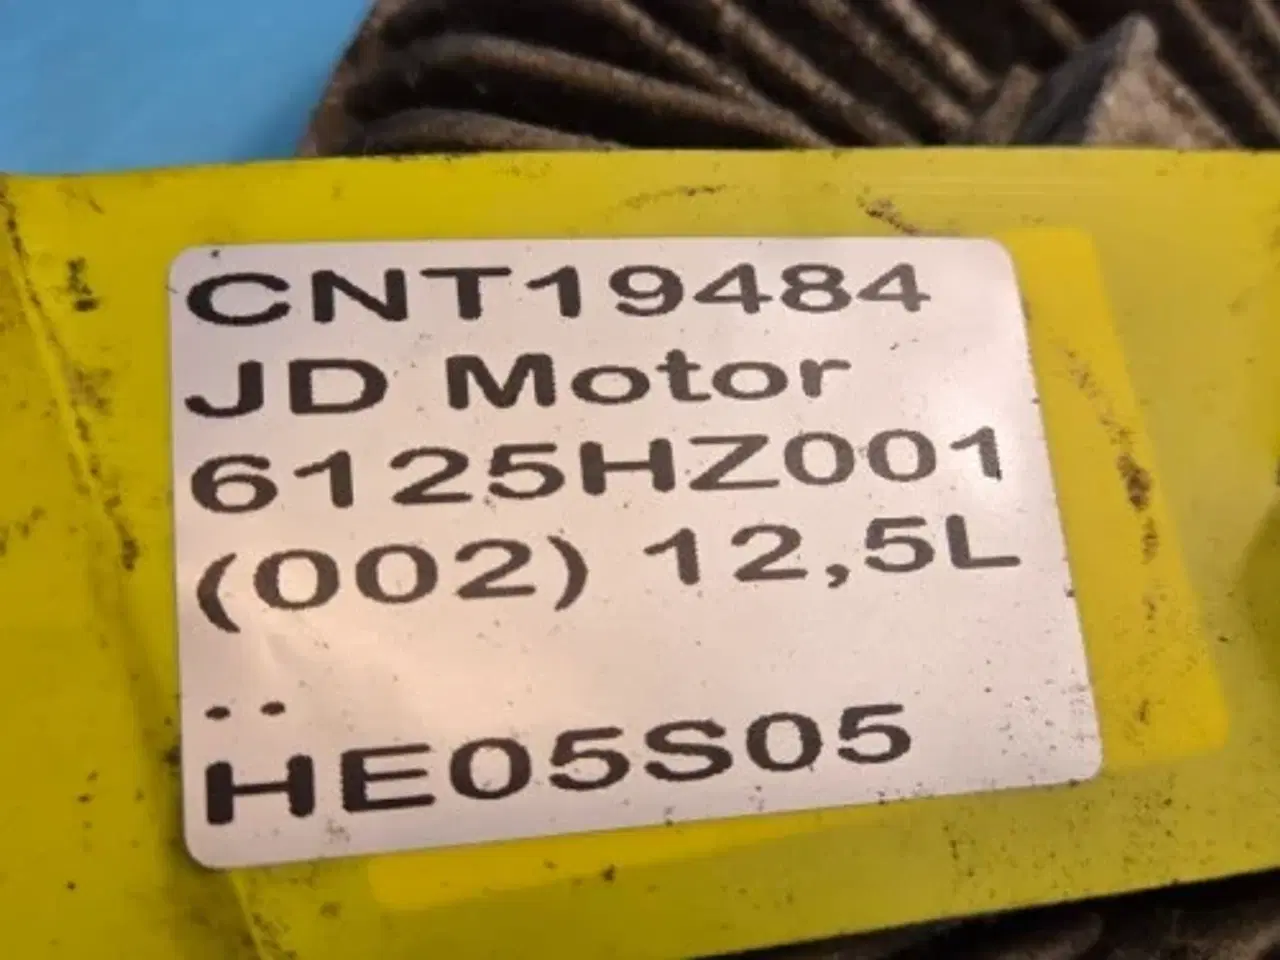 CNT19484
JD Motor
6125HZ001
(002) 12,5L
..
HE05S05